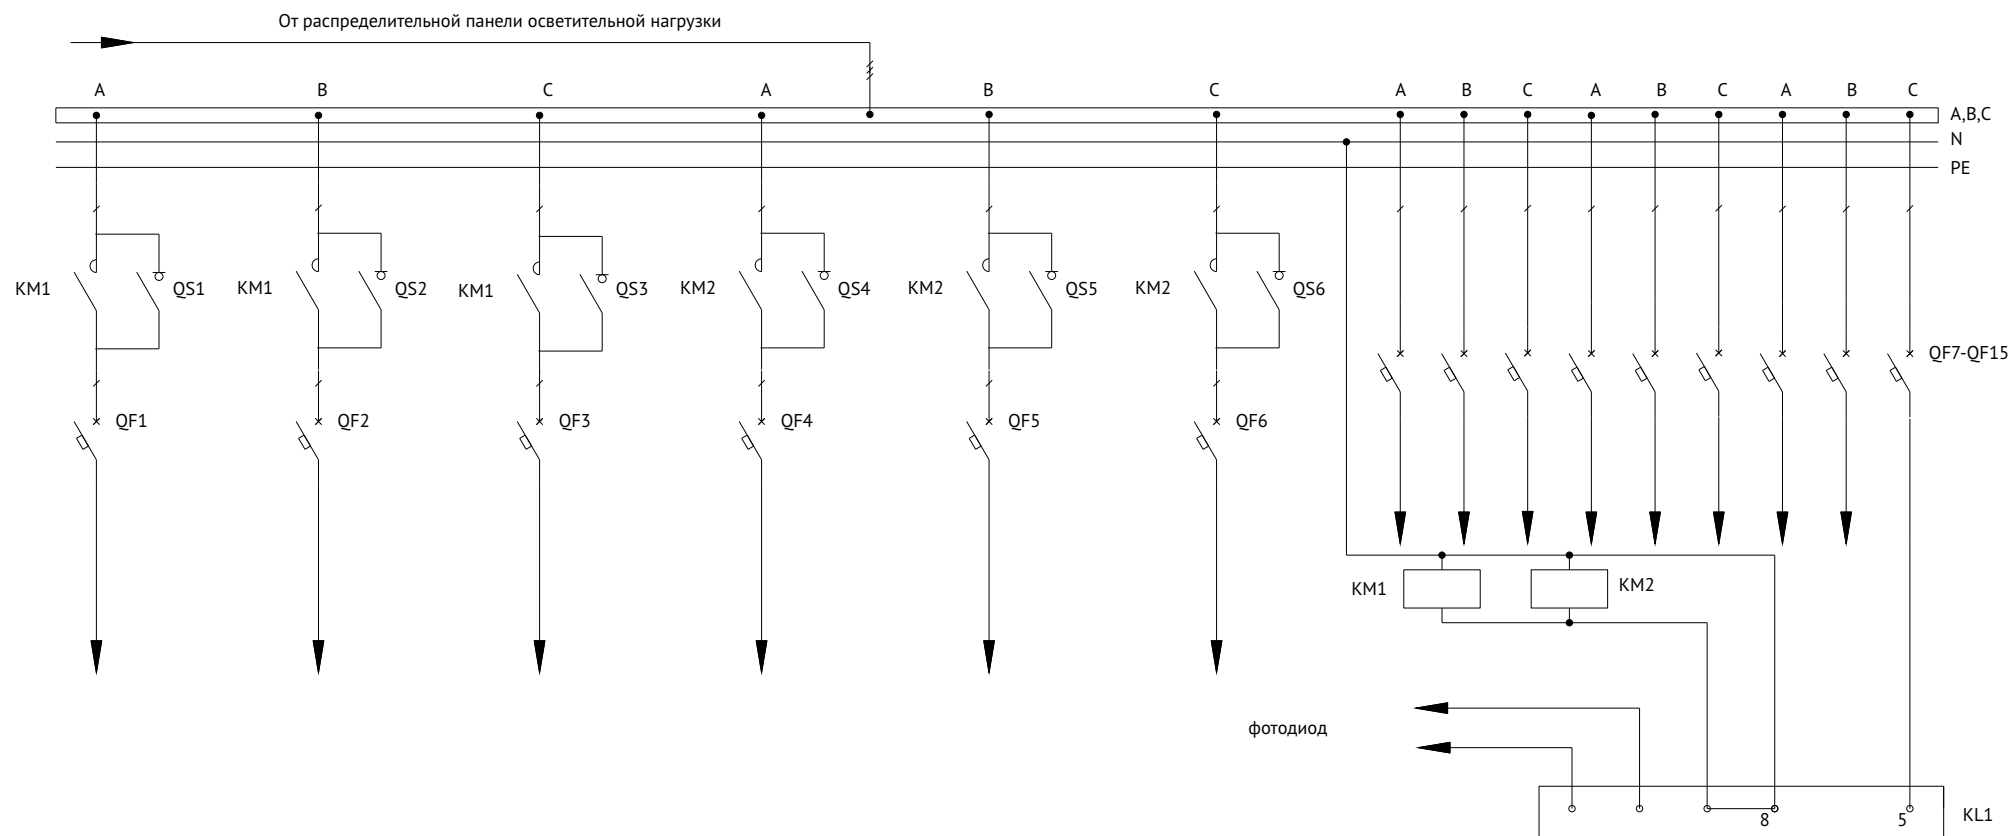 От распределительной панели осветительной нагрузки
A B C A B C A B C A B C A B C
A,B,C
N
PE
KM1 QS1 KM1 QS2 KM1 QS3 KM2 QS4 KM2 QS5 KM2 QS6
QF7-QF15
QF1 QF2 QF3 QF4 QF5 QF6
KM1 KM2
фотодиод
8 5 KL1